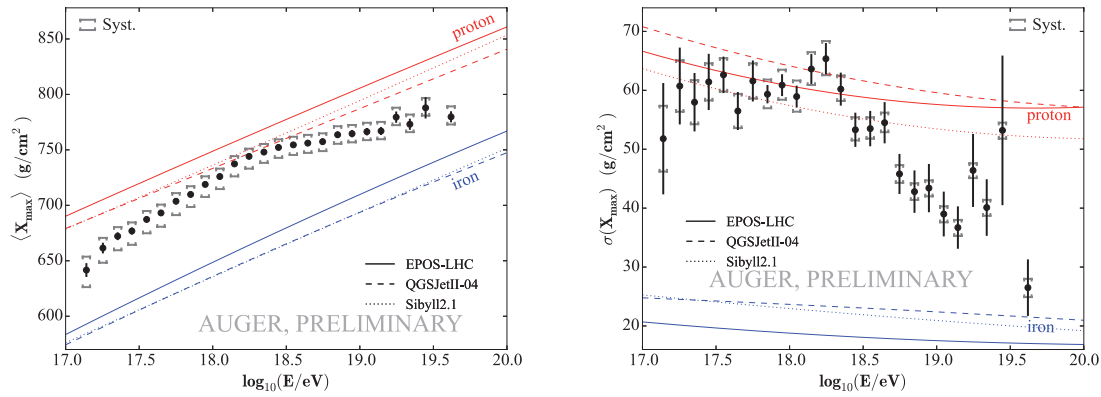 Syst.
proton
iron
EPOS-LHC
QGSJetII-04
Sibyll2.1
AUGER, PRELIMINARY
850
800
750
700
650
600
⟨Xmax⟩ (g/cm²)
17.0 17.5 18.0 18.5 19.0 19.5 20.0
log₁₀(E/eV)
Syst.
proton
EPOS-LHC
QGSJetII-04
Sibyll2.1
AUGER, PRELIMINARY
iron
70
60
50
40
30
20
σ(Xmax) (g/cm²)
17.0 17.5 18.0 18.5 19.0 19.5 20.0
log₁₀(E/eV)